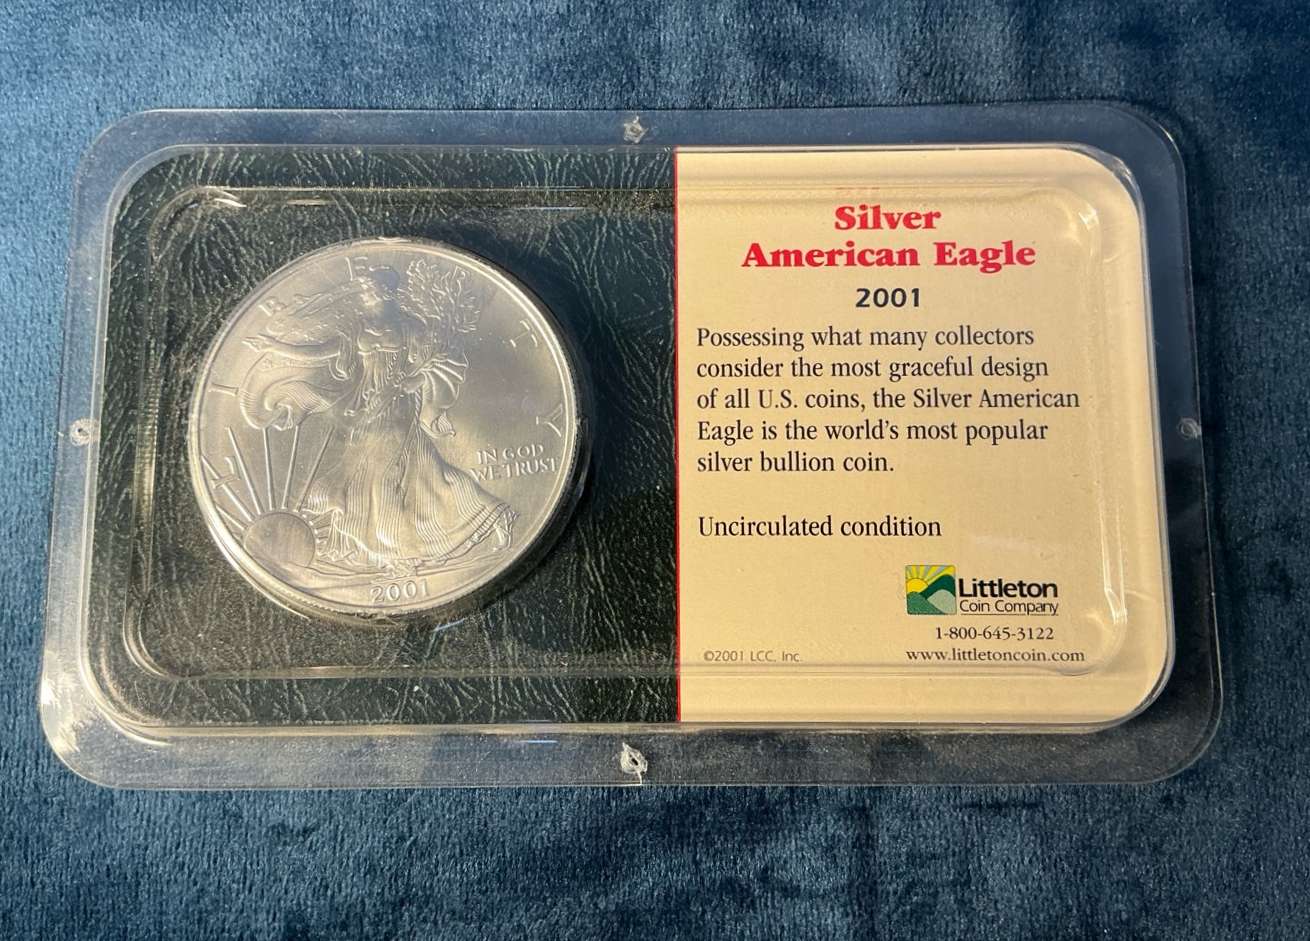 LIBERTY
IN GOD
WE TRUST
2001
Silver
American Eagle
2001
Possessing what many collectors
consider the most graceful design
of all U.S. coins, the Silver American
Eagle is the world's most popular
silver bullion coin.
Uncirculated condition
Littleton
Coin Company
1-800-645-3122
©2001 LCC, Inc.
www.littletoncoin.com